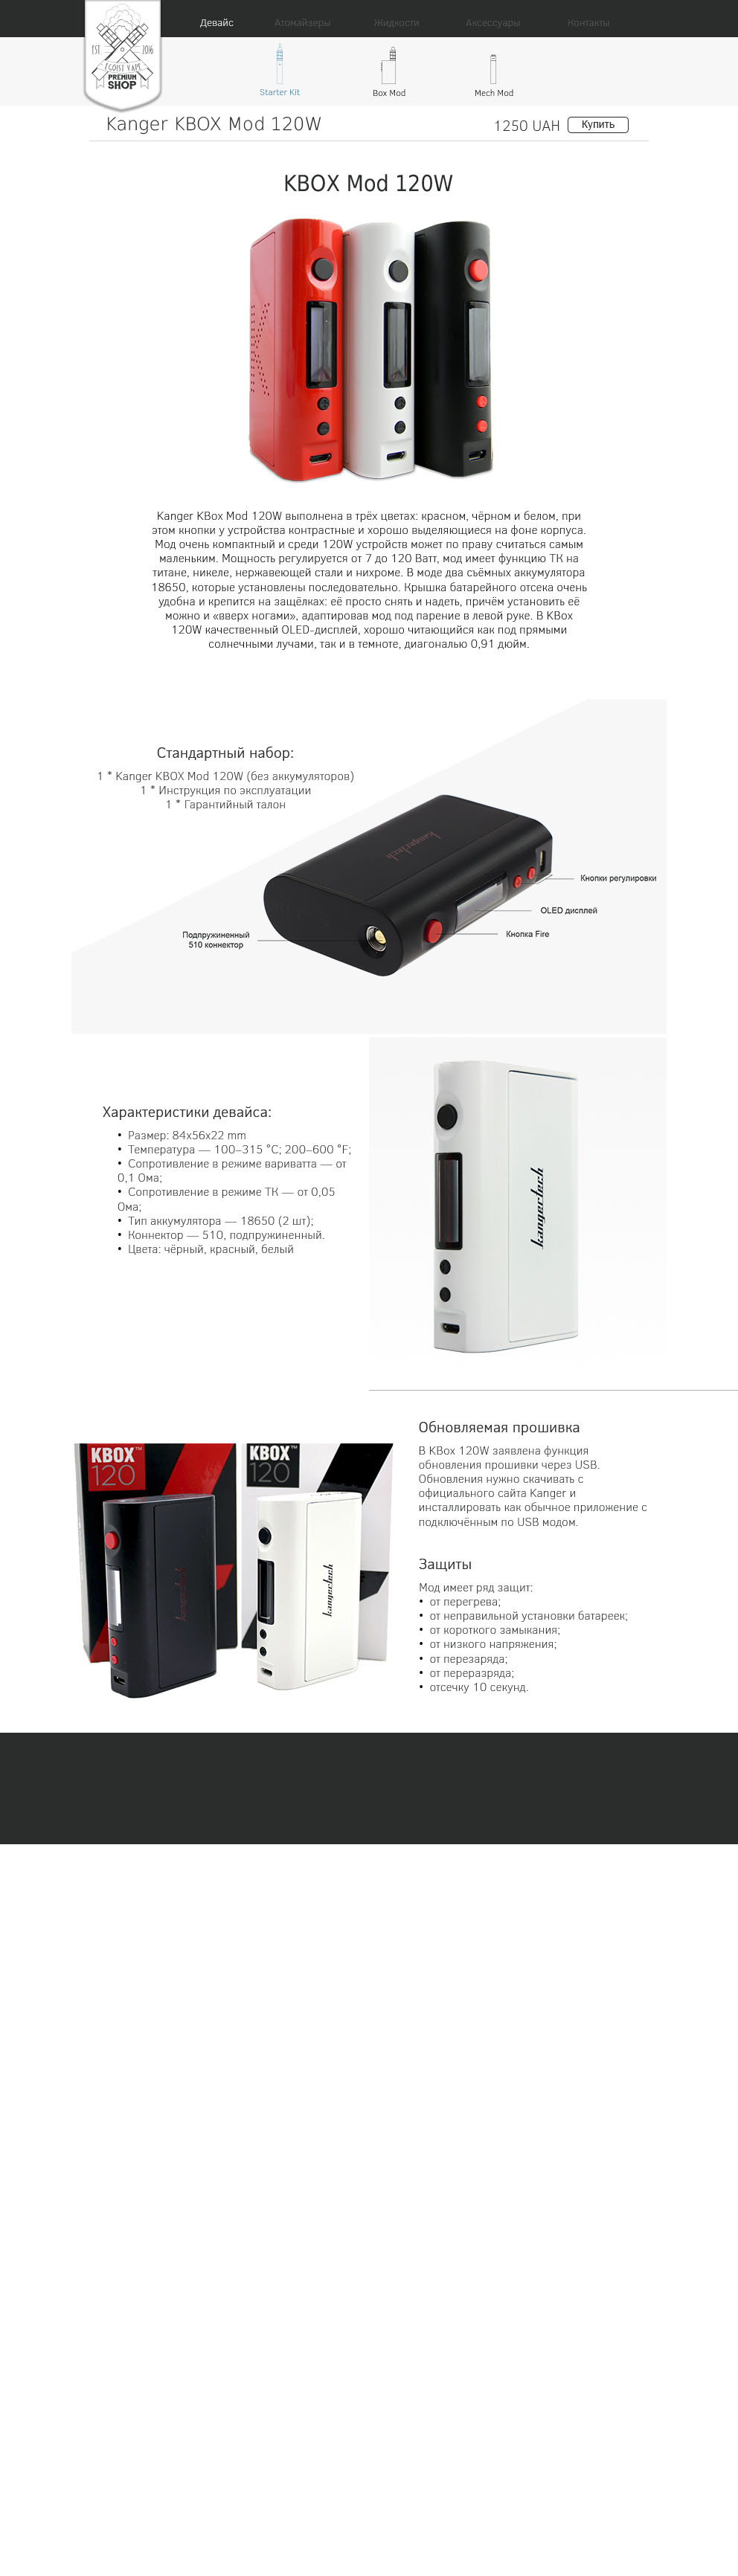 Девайс
Атомайзеры
Жидкости
Аксессуары
Контакты
EST 2016
EGOIST VAPE
PREMIUM
SHOP
Starter Kit
Box Mod
Mech Mod
Kanger KBOX Mod 120W
1250 UAH
Купить
KBOX Mod 120W
Kanger KBox Mod 120W выполнена в трёх цветах: красном, чёрном и белом, при
этом кнопки у устройства контрастные и хорошо выделяющиеся на фоне корпуса.
Мод очень компактный и среди 120W устройств может по праву считаться самым
маленьким. Мощность регулируется от 7 до 120 Ватт, мод имеет функцию ТК на
титане, никеле, нержавеющей стали и нихроме. В моде два съёмных аккумулятора
18650, которые установлены последовательно. Крышка батарейного отсека очень
удобна и крепится на защёлках: её просто снять и надеть, причём установить её
можно и «вверх ногами», адаптировав мод под парение в левой руке. В KBox
120W качественный OLED-дисплей, хорошо читающийся как под прямыми
солнечными лучами, так и в темноте, диагональю 0,91 дюйм.
Стандартный набор:
1 * Kanger KBOX Mod 120W (без аккумуляторов)
1 * Инструкция по эксплуатации
1 * Гарантийный талон
kangertech
Кнопки регулировки
OLED дисплей
Кнопка Fire
Подпружиненный
510 коннектор
Характеристики девайса:
• Размер: 84x56x22 mm
• Температура — 100–315 °C; 200–600 °F;
• Сопротивление в режиме вариватта — от
0,1 Ома;
• Сопротивление в режиме ТК — от 0,05
Ома;
• Тип аккумулятора — 18650 (2 шт);
• Коннектор — 510, подпружиненный.
• Цвета: чёрный, красный, белый
kangertech
KBOX™
120
KBOX™
120
kangertech
kangertech
Обновляемая прошивка
В KBox 120W заявлена функция
обновления прошивки через USB.
Обновления нужно скачивать с
официального сайта Kanger и
инсталлировать как обычное приложение с
подключённым по USB модом.
Защиты
Мод имеет ряд защит:
• от перегрева;
• от неправильной установки батареек;
• от короткого замыкания;
• от низкого напряжения;
• от перезаряда;
• от переразряда;
• отсечку 10 секунд.